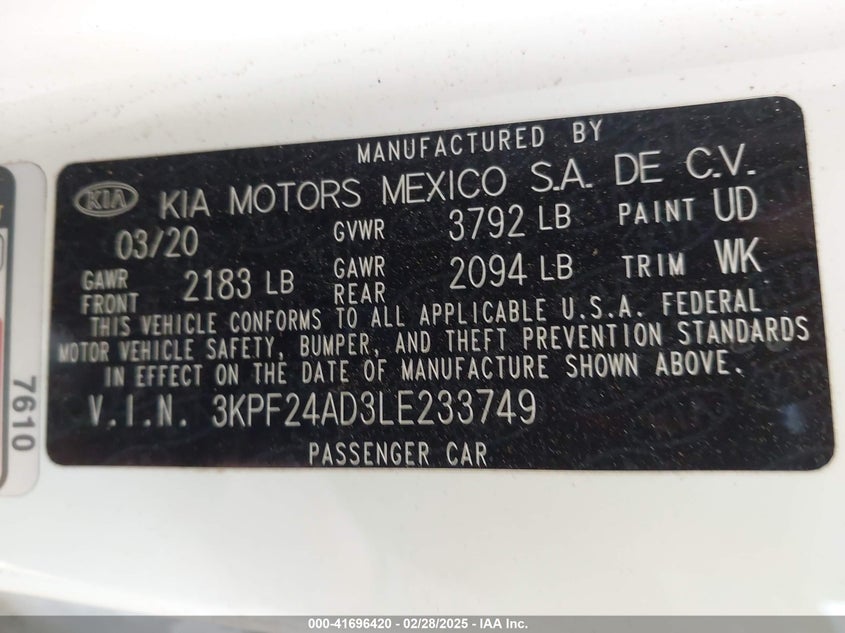 MANUFACTURED BY
KIA KIA MOTORS MEXICO S.A. DE C.V.
03/20 GVWR 3792 LB PAINT UD
GAWR FRONT 2183 LB GAWR REAR 2094 LB TRIM WK
THIS VEHICLE CONFORMS TO ALL APPLICABLE U.S.A. FEDERAL
MOTOR VEHICLE SAFETY, BUMPER, AND THEFT PREVENTION STANDARDS
IN EFFECT ON THE DATE OF MANUFACTURE SHOWN ABOVE.
V.I.N. 3KPF24AD3LE233749
PASSENGER CAR
7610
000-41696420 - 02/28/2025 - IAA Inc.